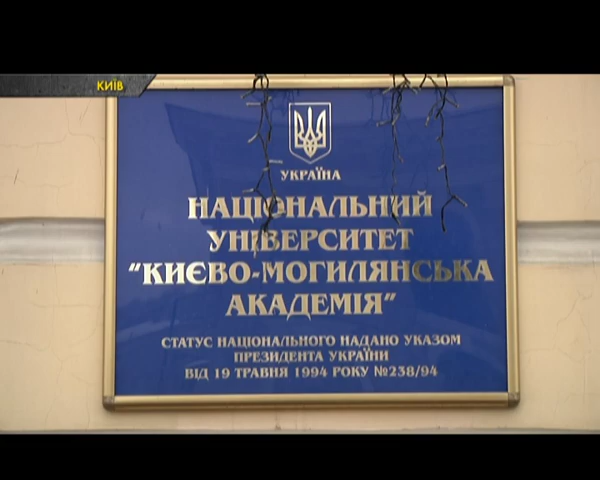 КИЇВ
УКРАЇНА
НАЦІОНАЛЬНИЙ
УНІВЕРСИТЕТ
“КИЄВО-МОГИЛЯНСЬКА
АКАДЕМІЯ”
СТАТУС НАЦІОНАЛЬНОГО НАДАНО УКАЗОМ
ПРЕЗИДЕНТА УКРАЇНИ
ВІД 19 ТРАВНЯ 1994 РОКУ №238/94